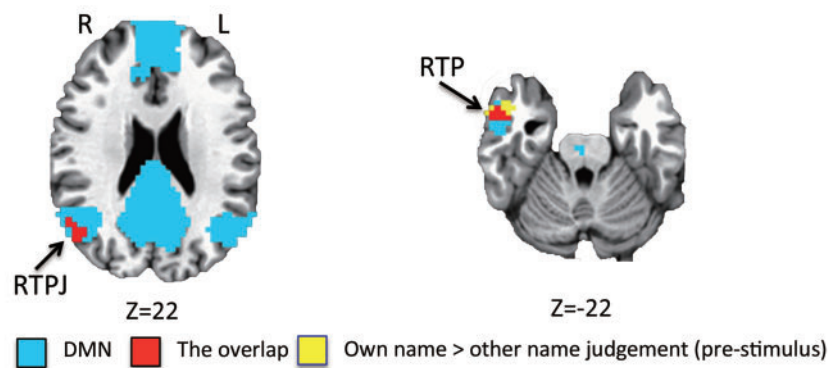 R L
RTP
RTPJ
Z=22
Z=-22
DMN The overlap Own name > other name judgement (pre-stimulus)